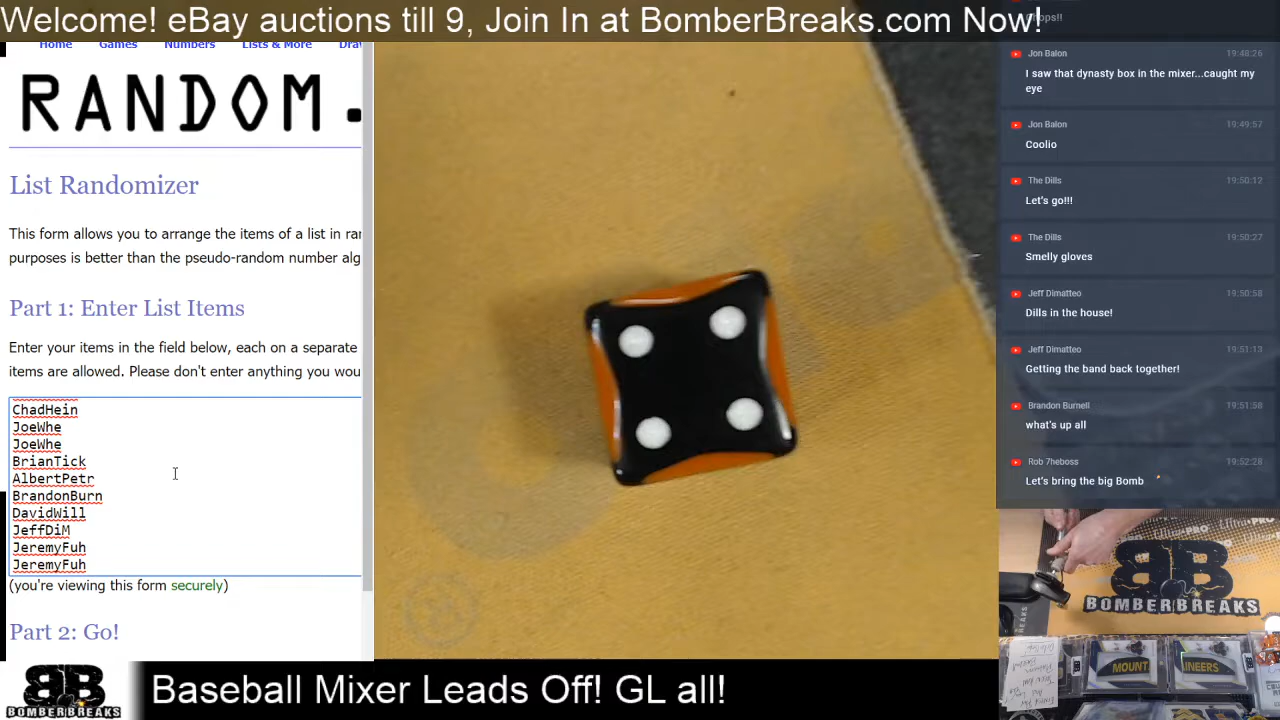 Welcome! eBay auctions till 9, Join In at BomberBreaks.com Now!
Home Games Numbers Lists & More
RANDOM.
List Randomizer
This form allows you to arrange the items of a list in
purposes is better than the pseudo-random number
Part 1: Enter List Items
Enter your items in the field below, each on a separate
items are allowed. Please don't enter anything you
ChadHein
JoeWhe
JoeWhe
BrianTick
AlbertPetr
BrandonBurn
DavidWill
JeffDiM
JeremyFuh
JeremyFuh
(you're viewing this form securely)
Part 2: Go!
Jon Balon 19:48:26
I saw that dynasty box in the mixer...caught my
eye
Jon Balon 19:49:57
Coolio
The Dills 19:50:12
Let's go!!!
The Dills 19:50:27
Smelly gloves
Jeff Dimatteo 19:50:58
Dills in the house!
Jeff Dimatteo 19:51:13
Getting the band back together!
Brandon Burnell 19:51:58
what's up all
Rob 7heboss 19:52:28
Let's bring the big Bomb
BB
BOMBERBREAKS
MOUNT
INEERS
BB
BOMBERBREAKS
Baseball Mixer Leads Off! GL all!